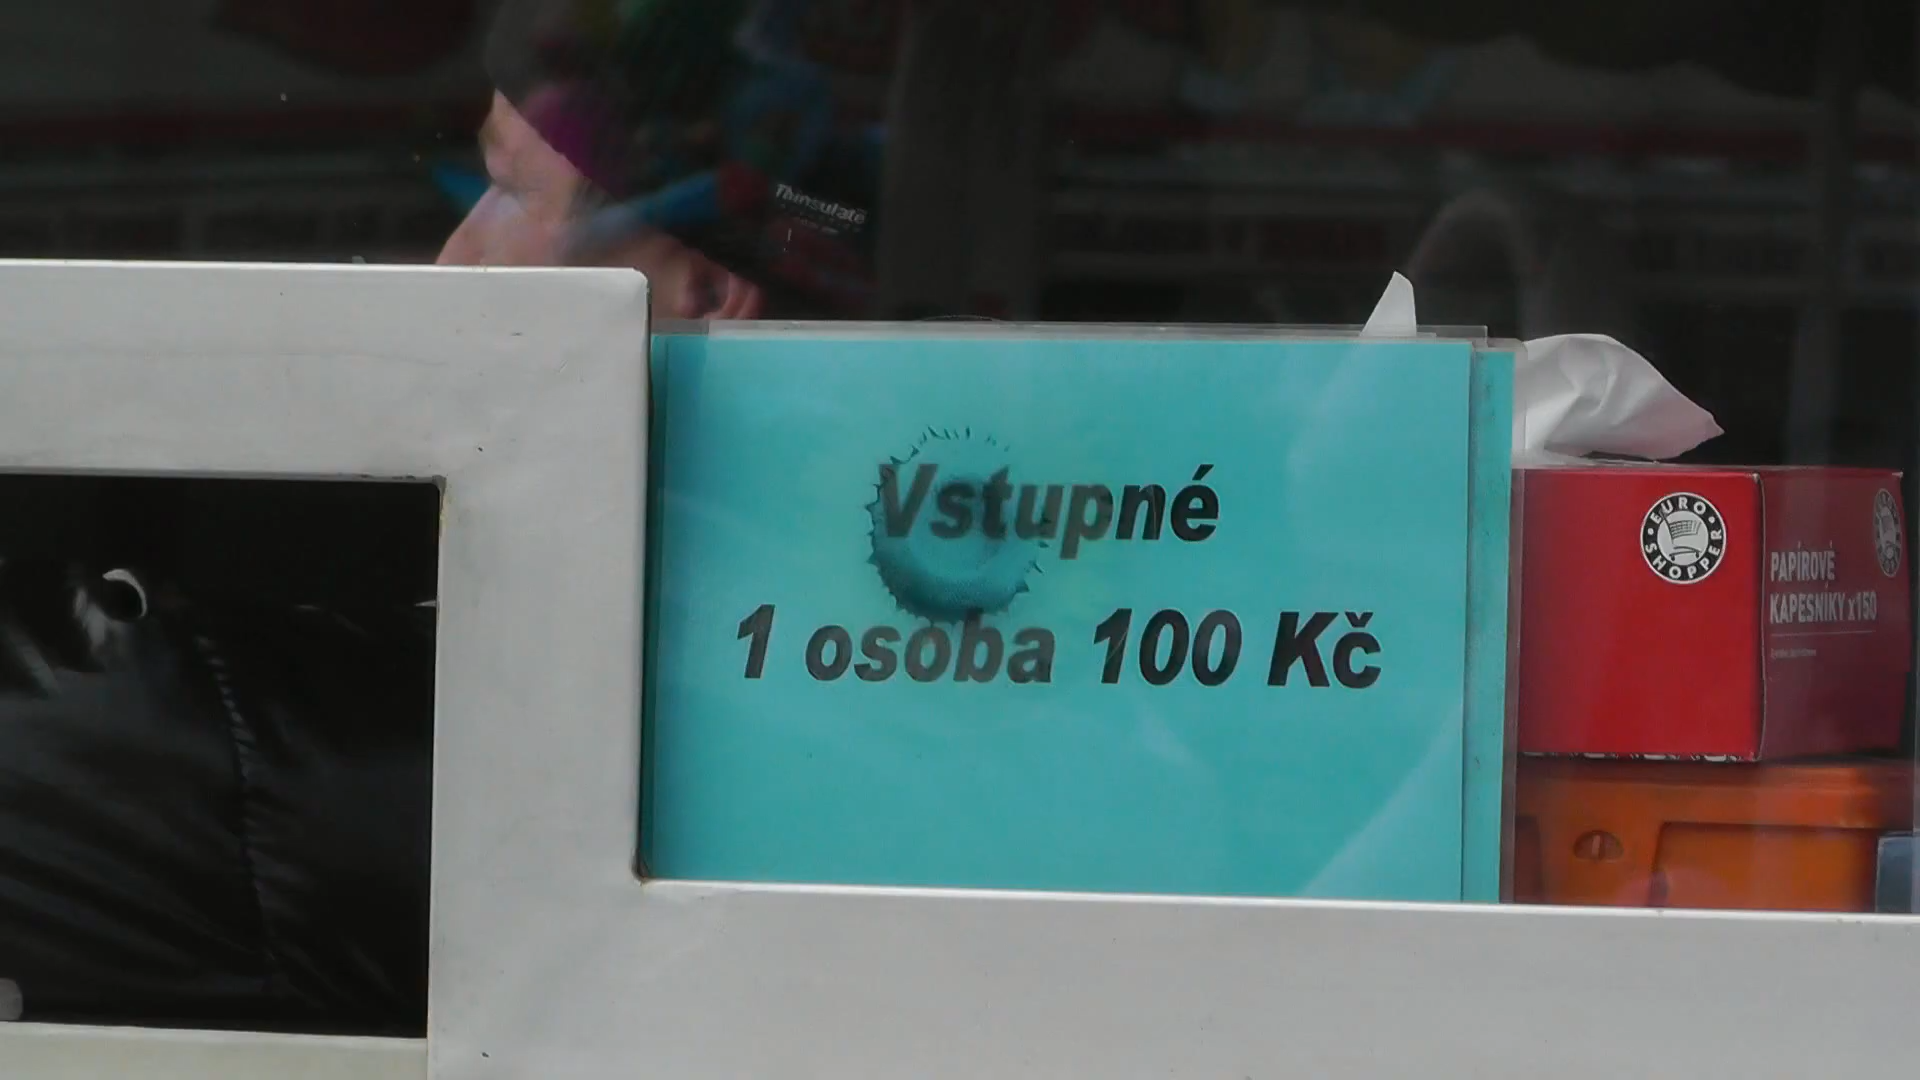 Thinsulate
Vstupné
1 osoba 100 Kč
EURO
SHOPPER
PAPÍROVÉ
KAPESNÍKY x150